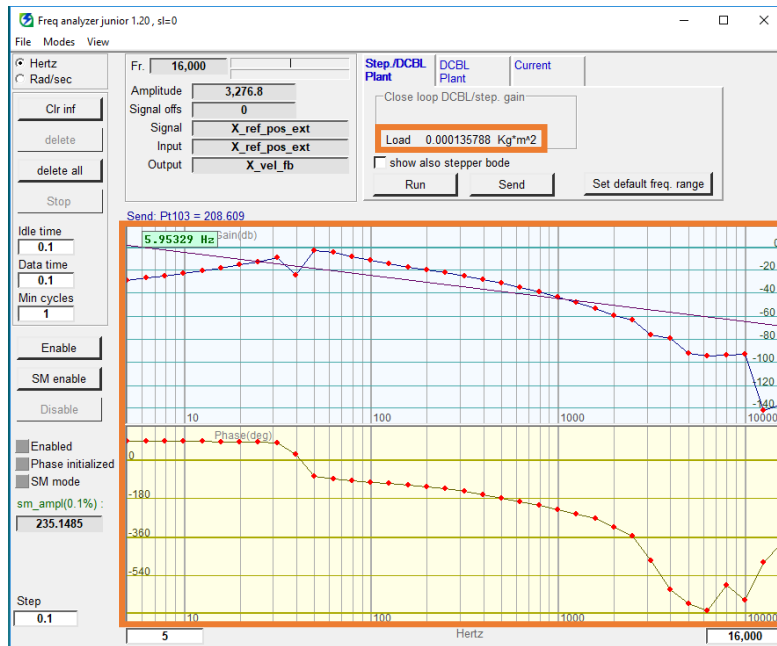 Freq analyzer junior 1.20 , sl=0
File Modes View
Hertz
Rad/sec
Clr inf
delete
delete all
Stop
Idle time
0.1
Data time
0.1
Min cycles
1
Enable
SM enable
Disable
Enabled
Phase initialized
SM mode
sm_ampl(0.1%) :
235.1485
Step
0.1
Fr. 16,000
Amplitude 3,276.8
Signal offs 0
Signal X_ref_pos_ext
Input X_ref_pos_ext
Output X_vel_fb
Step./DCBL Plant
DCBL Plant
Current
Close loop DCBL/step. gain
Load 0.000135788 Kg*m^2
show also stepper bode
Run Send Set default freq. range
Send: Pt103 = 208.609
5.95329 Hz Gain(db)
0
-20
-40
-60
-80
-100
-120
-140
10 100 1000 10000
Phase(deg)
0
-180
-360
-540
10 100 1000 10000
5 Hertz 16,000